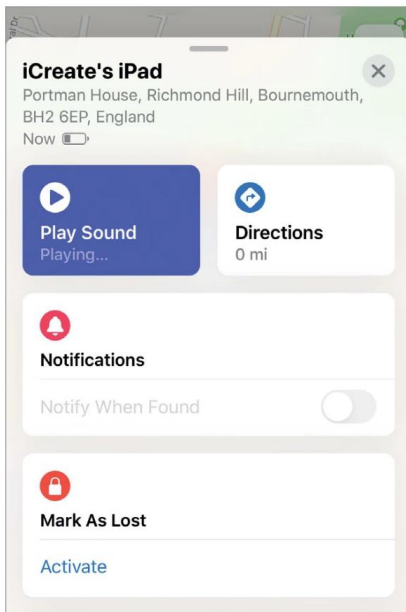 iCreate's iPad
Portman House, Richmond Hill, Bournemouth,
BH2 6EP, England
Now
Play Sound
Playing...
Directions
0 mi
Notifications
Notify When Found
Mark As Lost
Activate